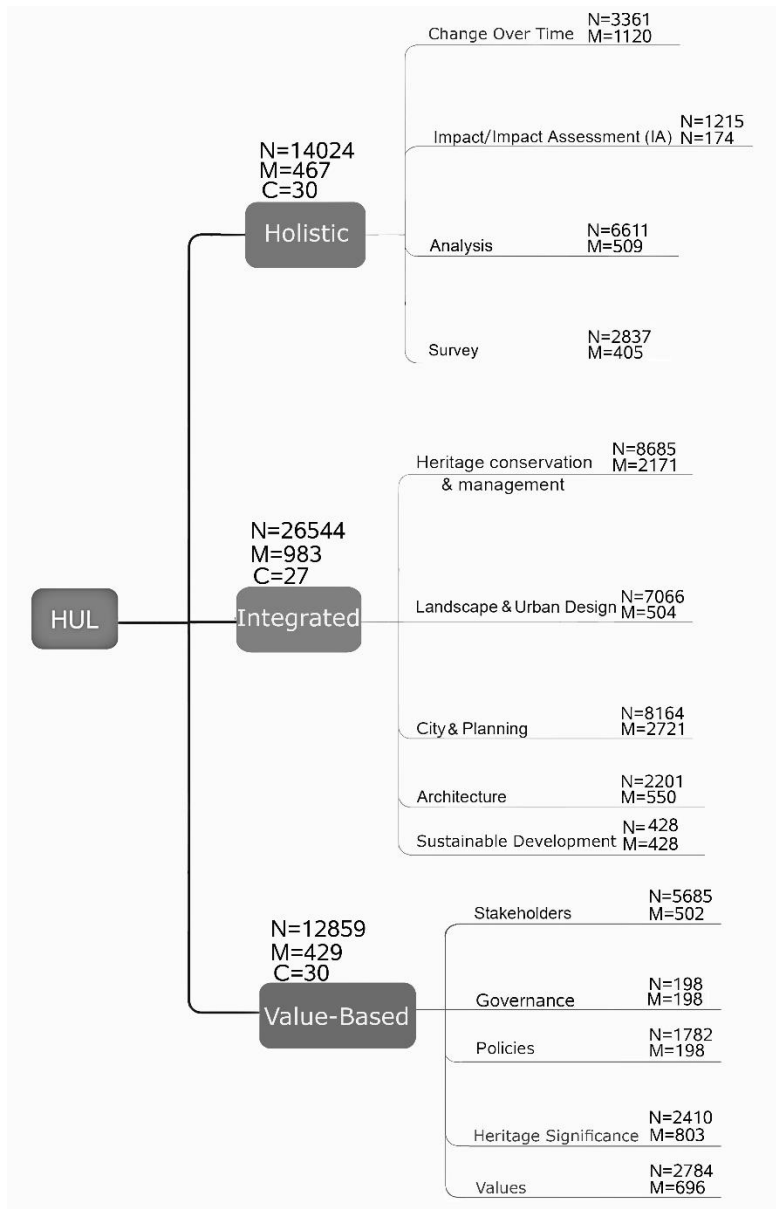 N=3361
Change Over Time M=1120
N=1215
Impact/Impact Assessment (IA) N=174
N=14024
M=467
C=30
Holistic
N=6611
Analysis M=509
N=2837
Survey M=405
N=8685
Heritage conservation M=2171
& management
N=26544
M=983
C=27
Integrated
N=7066
Landscape & Urban Design M=504
HUL
N=8164
City & Planning M=2721
N=2201
Architecture M=550
N=428
Sustainable Development M=428
N=5685
Stakeholders M=502
N=12859
M=429
C=30
Value-Based
N=198
Governance M=198
N=1782
Policies M=198
N=2410
Heritage Significance M=803
N=2784
Values M=696